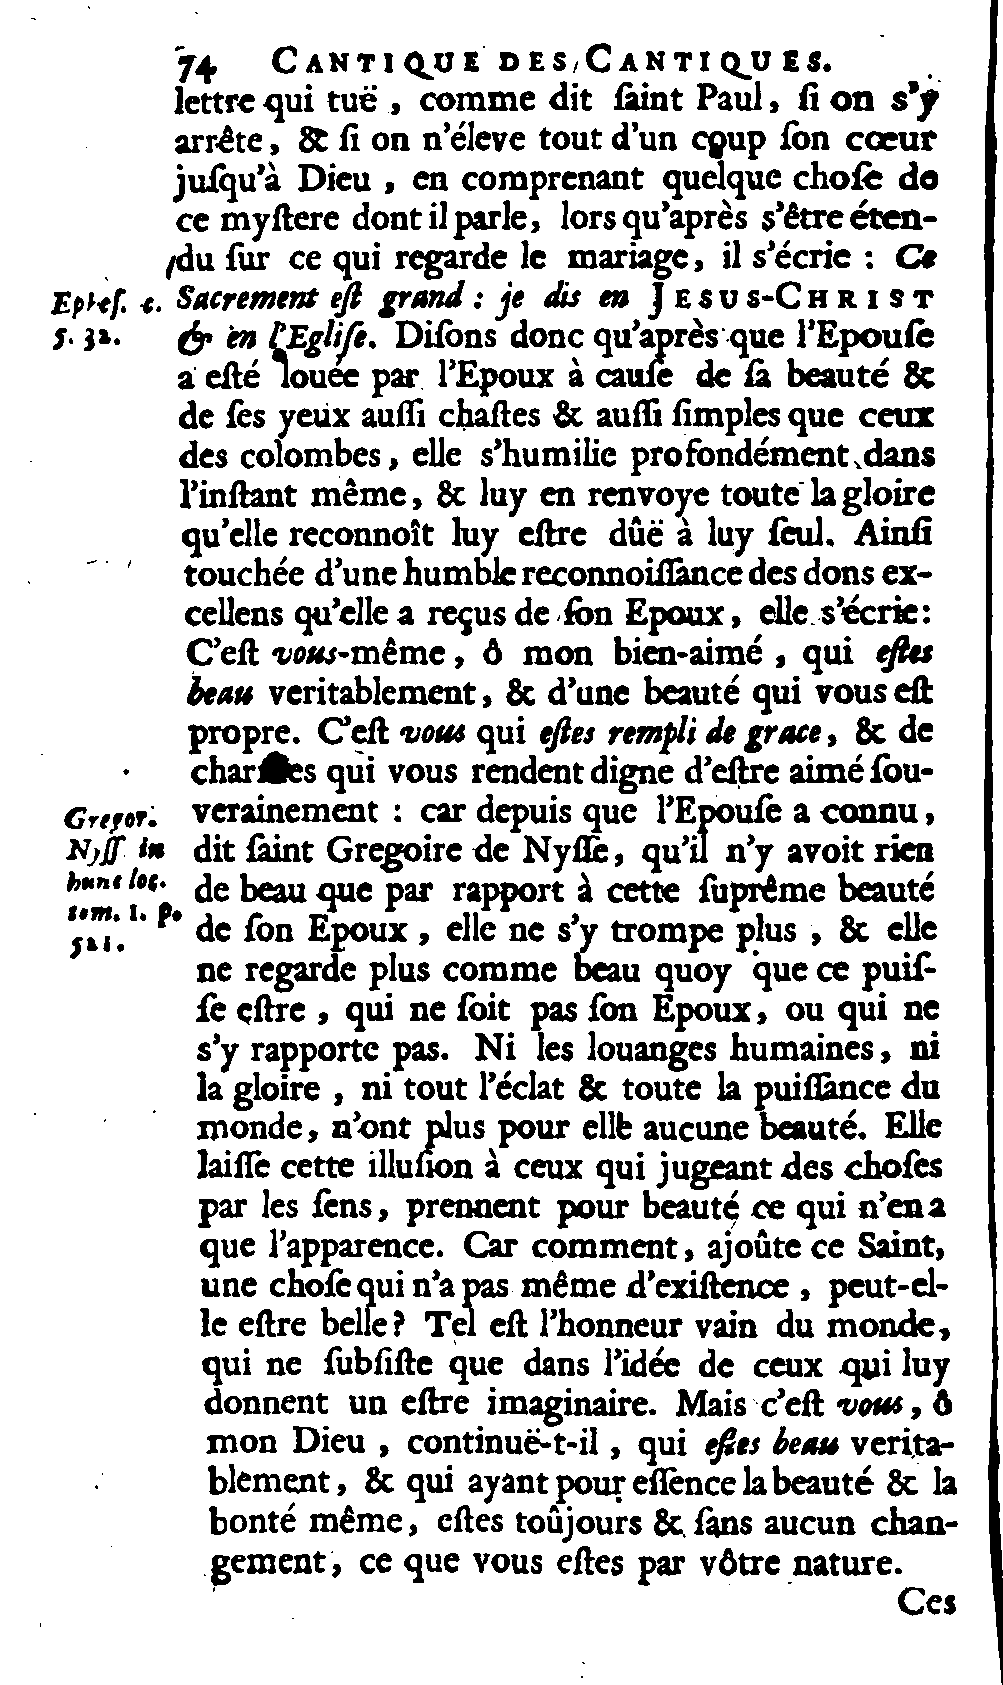 74 CANTIQUE DES CANTIQUES.
lettre qui tuë, comme dit ſaint Paul, ſi on s'y
arrête, & ſi on n'éleve tout d'un coup ſon cœur
juſqu'à Dieu, en comprenant quelque choſe de
ce myſtere dont il parle, lors qu'après s'être éten-
du ſur ce qui regarde le mariage, il s'écrie : Ce
Epheſ. c. Sacrement eſt grand : je dis en JESUS-CHRIST
5. 32. & en l'Egliſe. Diſons donc qu'après que l'Epouſe
a eſté louée par l'Epoux à cauſe de ſa beauté &
de ſes yeux auſſi chaſtes & auſſi ſimples que ceux
des colombes, elle s'humilie profondément dans
l'inſtant même, & luy en renvoye toute la gloire
qu'elle reconnoît luy eſtre dûë à luy ſeul. Ainſi
touchée d'une humble reconnoiſſance des dons ex-
cellens qu'elle a reçus de ſon Epoux, elle s'écrie:
C'eſt vous-même, ô mon bien-aimé, qui eſtes
beau veritablement, & d'une beauté qui vous eſt
propre. C'eſt vous qui eſtes rempli de grace, & de
charmes qui vous rendent digne d'eſtre aimé ſou-
Gregor. verainement : car depuis que l'Epouſe a connu,
Nyſſ. in dit ſaint Gregoire de Nyſſe, qu'il n'y avoit rien
hunc loc. de beau que par rapport à cette ſuprême beauté
tom. 1. p. de ſon Epoux, elle ne s'y trompe plus, & elle
521. ne regarde plus comme beau quoy que ce puiſ-
ſe eſtre, qui ne ſoit pas ſon Epoux, ou qui ne
s'y rapporte pas. Ni les louanges humaines, ni
la gloire, ni tout l'éclat & toute la puiſſance du
monde, n'ont plus pour elle aucune beauté. Elle
laiſſe cette illuſion à ceux qui jugeant des choſes
par les ſens, prennent pour beauté ce qui n'en a
que l'apparence. Car comment, ajoûte ce Saint,
une choſe qui n'a pas même d'exiſtence, peut-el-
le eſtre belle? Tel eſt l'honneur vain du monde,
qui ne ſubſiſte que dans l'idée de ceux qui luy
donnent un eſtre imaginaire. Mais c'eſt vous, ô
mon Dieu, continuë-t-il, qui eſtes beau verita-
blement, & qui ayant pour eſſence la beauté & la
bonté même, eſtes toûjours & ſans aucun chan-
gement, ce que vous eſtes par vôtre nature.
Ces